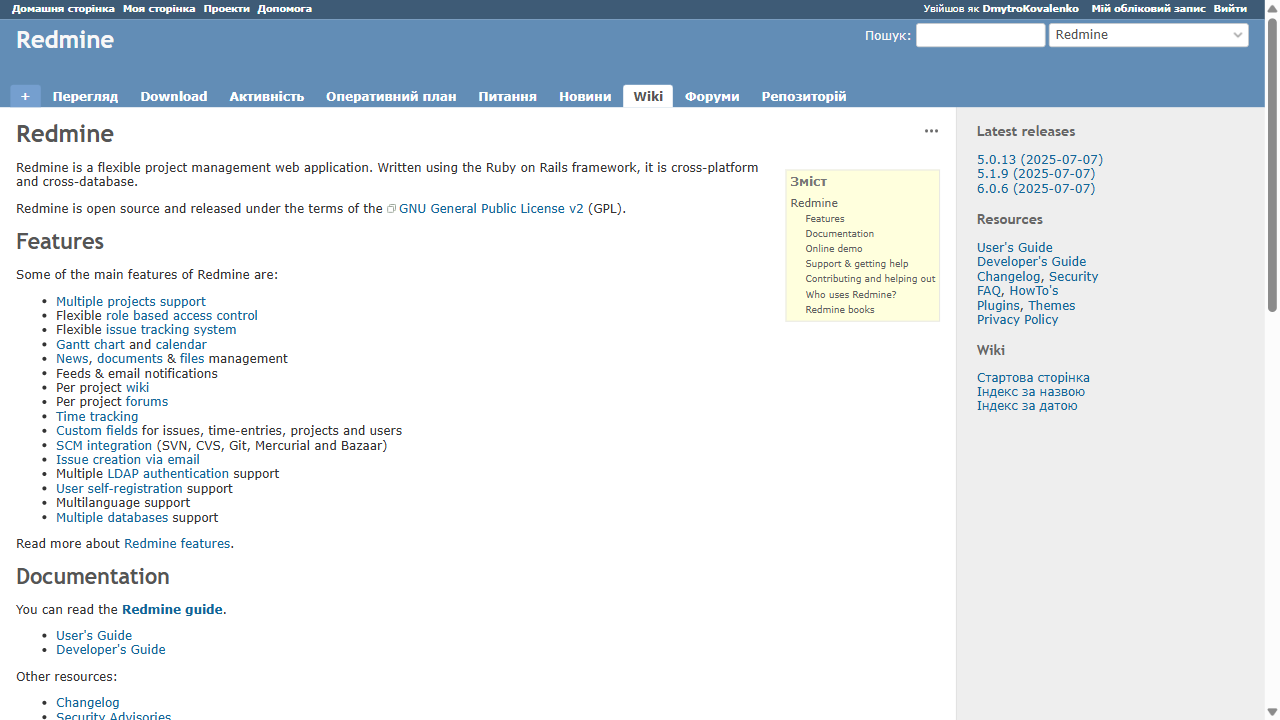 Домашня сторінка Моя сторінка Проекти Допомога
Увійшов як DmytroKovalenko Мій обліковий запис Вийти
Redmine
Пошук: Redmine
+ Перегляд Download Активність Оперативний план Питання Новини Wiki Форуми Репозиторій
Redmine
Redmine is a flexible project management web application. Written using the Ruby on Rails framework, it is cross-platform
and cross-database.
Redmine is open source and released under the terms of the GNU General Public License v2 (GPL).
Зміст
Redmine
Features
Documentation
Online demo
Support & getting help
Contributing and helping out
Who uses Redmine?
Redmine books
Features
Some of the main features of Redmine are:
• Multiple projects support
• Flexible role based access control
• Flexible issue tracking system
• Gantt chart and calendar
• News, documents & files management
• Feeds & email notifications
• Per project wiki
• Per project forums
• Time tracking
• Custom fields for issues, time-entries, projects and users
• SCM integration (SVN, CVS, Git, Mercurial and Bazaar)
• Issue creation via email
• Multiple LDAP authentication support
• User self-registration support
• Multilanguage support
• Multiple databases support
Read more about Redmine features.
Documentation
You can read the Redmine guide.
• User's Guide
• Developer's Guide
Other resources:
• Changelog
• Security Advisories
Latest releases
5.0.13 (2025-07-07)
5.1.9 (2025-07-07)
6.0.6 (2025-07-07)
Resources
User's Guide
Developer's Guide
Changelog, Security
FAQ, HowTo's
Plugins, Themes
Privacy Policy
Wiki
Стартова сторінка
Індекс за назвою
Індекс за датою